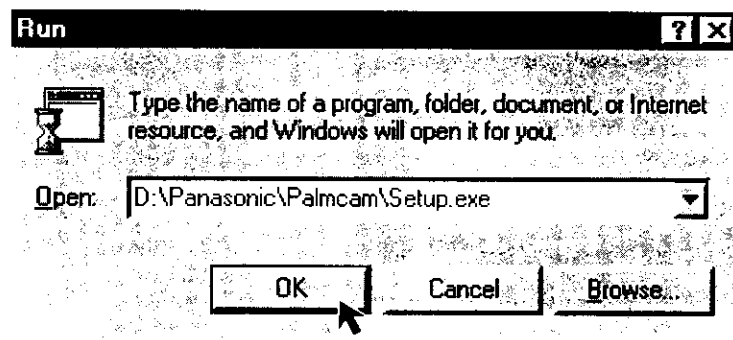 Run
Type the name of a program, folder, document, or Internet
resource, and Windows will open it for you.
Open: D:\Panasonic\Palmcam\Setup.exe
OK Cancel Browse...